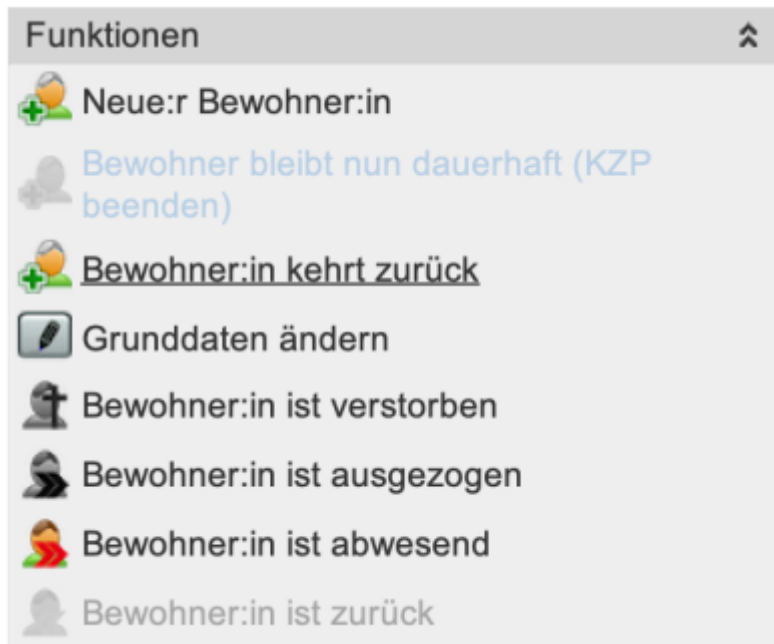 Funktionen
Neue:r Bewohner:in
Bewohner bleibt nun dauerhaft (KZP
beenden)
Bewohner:in kehrt zurück
Grunddaten ändern
Bewohner:in ist verstorben
Bewohner:in ist ausgezogen
Bewohner:in ist abwesend
Bewohner:in ist zurück